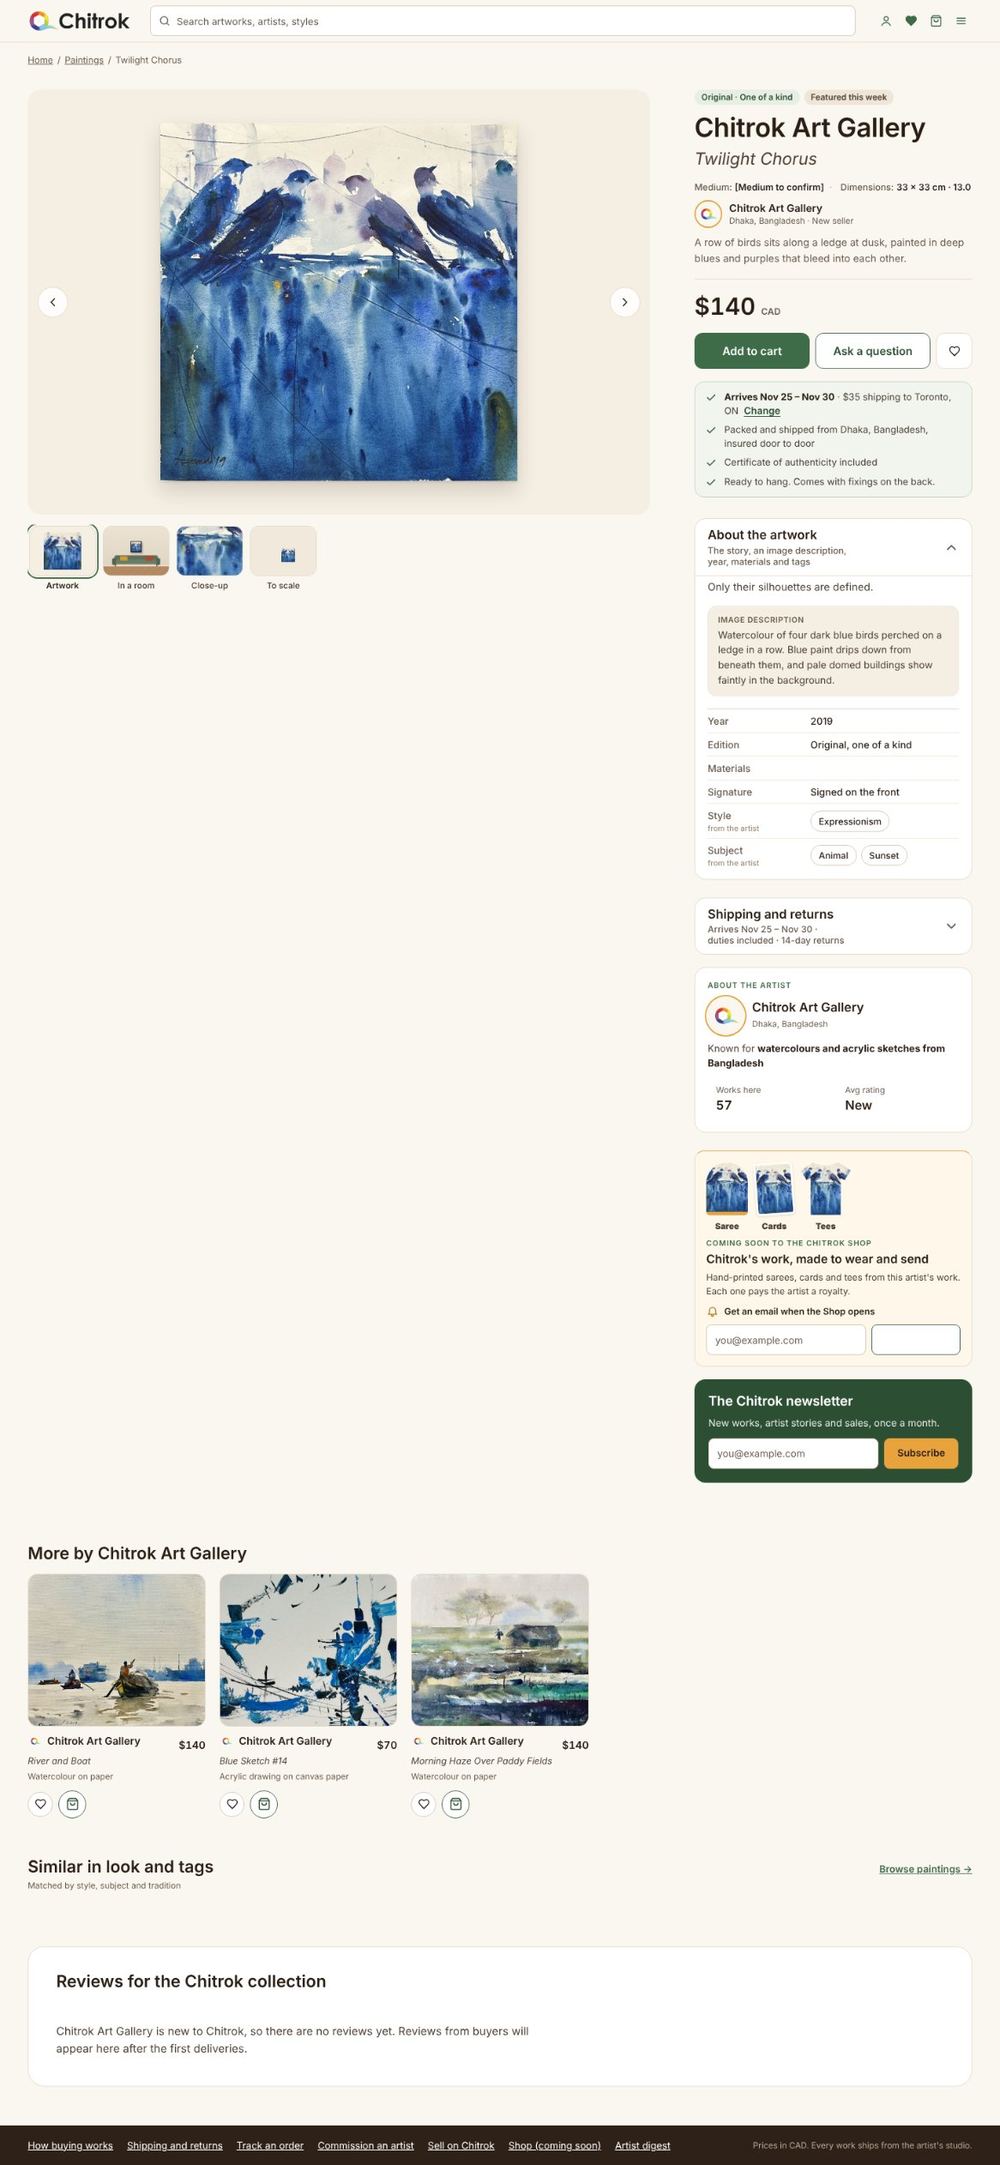 Chitrok
Search artworks, artists, styles
Home / Paintings / Twilight Chorus
Original · One of a kind
Featured this week
Chitrok Art Gallery
Twilight Chorus
Medium: [Medium to confirm] · Dimensions: 33 × 33 cm · 13.0
Chitrok Art Gallery
Dhaka, Bangladesh · New seller
A row of birds sits along a ledge at dusk, painted in deep
blues and purples that bleed into each other.
$140 CAD
Add to cart
Ask a question
Arrives Nov 25 – Nov 30 · $35 shipping to Toronto,
ON Change
Packed and shipped from Dhaka, Bangladesh,
insured door to door
Certificate of authenticity included
Ready to hang. Comes with fixings on the back.
Artwork
In a room
Close-up
To scale
About the artwork
The story, an image description,
year, materials and tags
Only their silhouettes are defined.
IMAGE DESCRIPTION
Watercolour of four dark blue birds perched on a
ledge in a row. Blue paint drips down from
beneath them, and pale domed buildings show
faintly in the background.
Year 2019
Edition Original, one of a kind
Materials
Signature Signed on the front
Style Expressionism
from the artist
Subject Animal Sunset
from the artist
Shipping and returns
Arrives Nov 25 – Nov 30 ·
duties included · 14-day returns
ABOUT THE ARTIST
Chitrok Art Gallery
Dhaka, Bangladesh
Known for watercolours and acrylic sketches from
Bangladesh
Works here Avg rating
57 New
Saree Cards Tees
COMING SOON TO THE CHITROK SHOP
Chitrok's work, made to wear and send
Hand-printed sarees, cards and tees from this artist's work.
Each one pays the artist a royalty.
Get an email when the Shop opens
you@example.com
The Chitrok newsletter
New works, artist stories and sales, once a month.
you@example.com Subscribe
More by Chitrok Art Gallery
Chitrok Art Gallery $140
River and Boat
Watercolour on paper
Chitrok Art Gallery $70
Blue Sketch #14
Acrylic drawing on canvas paper
Chitrok Art Gallery $140
Morning Haze Over Paddy Fields
Watercolour on paper
Similar in look and tags
Browse paintings →
Matched by style, subject and tradition
Reviews for the Chitrok collection
Chitrok Art Gallery is new to Chitrok, so there are no reviews yet. Reviews from buyers will
appear here after the first deliveries.
How buying works Shipping and returns Track an order Commission an artist Sell on Chitrok Shop (coming soon) Artist digest
Prices in CAD. Every work ships from the artist's studio.